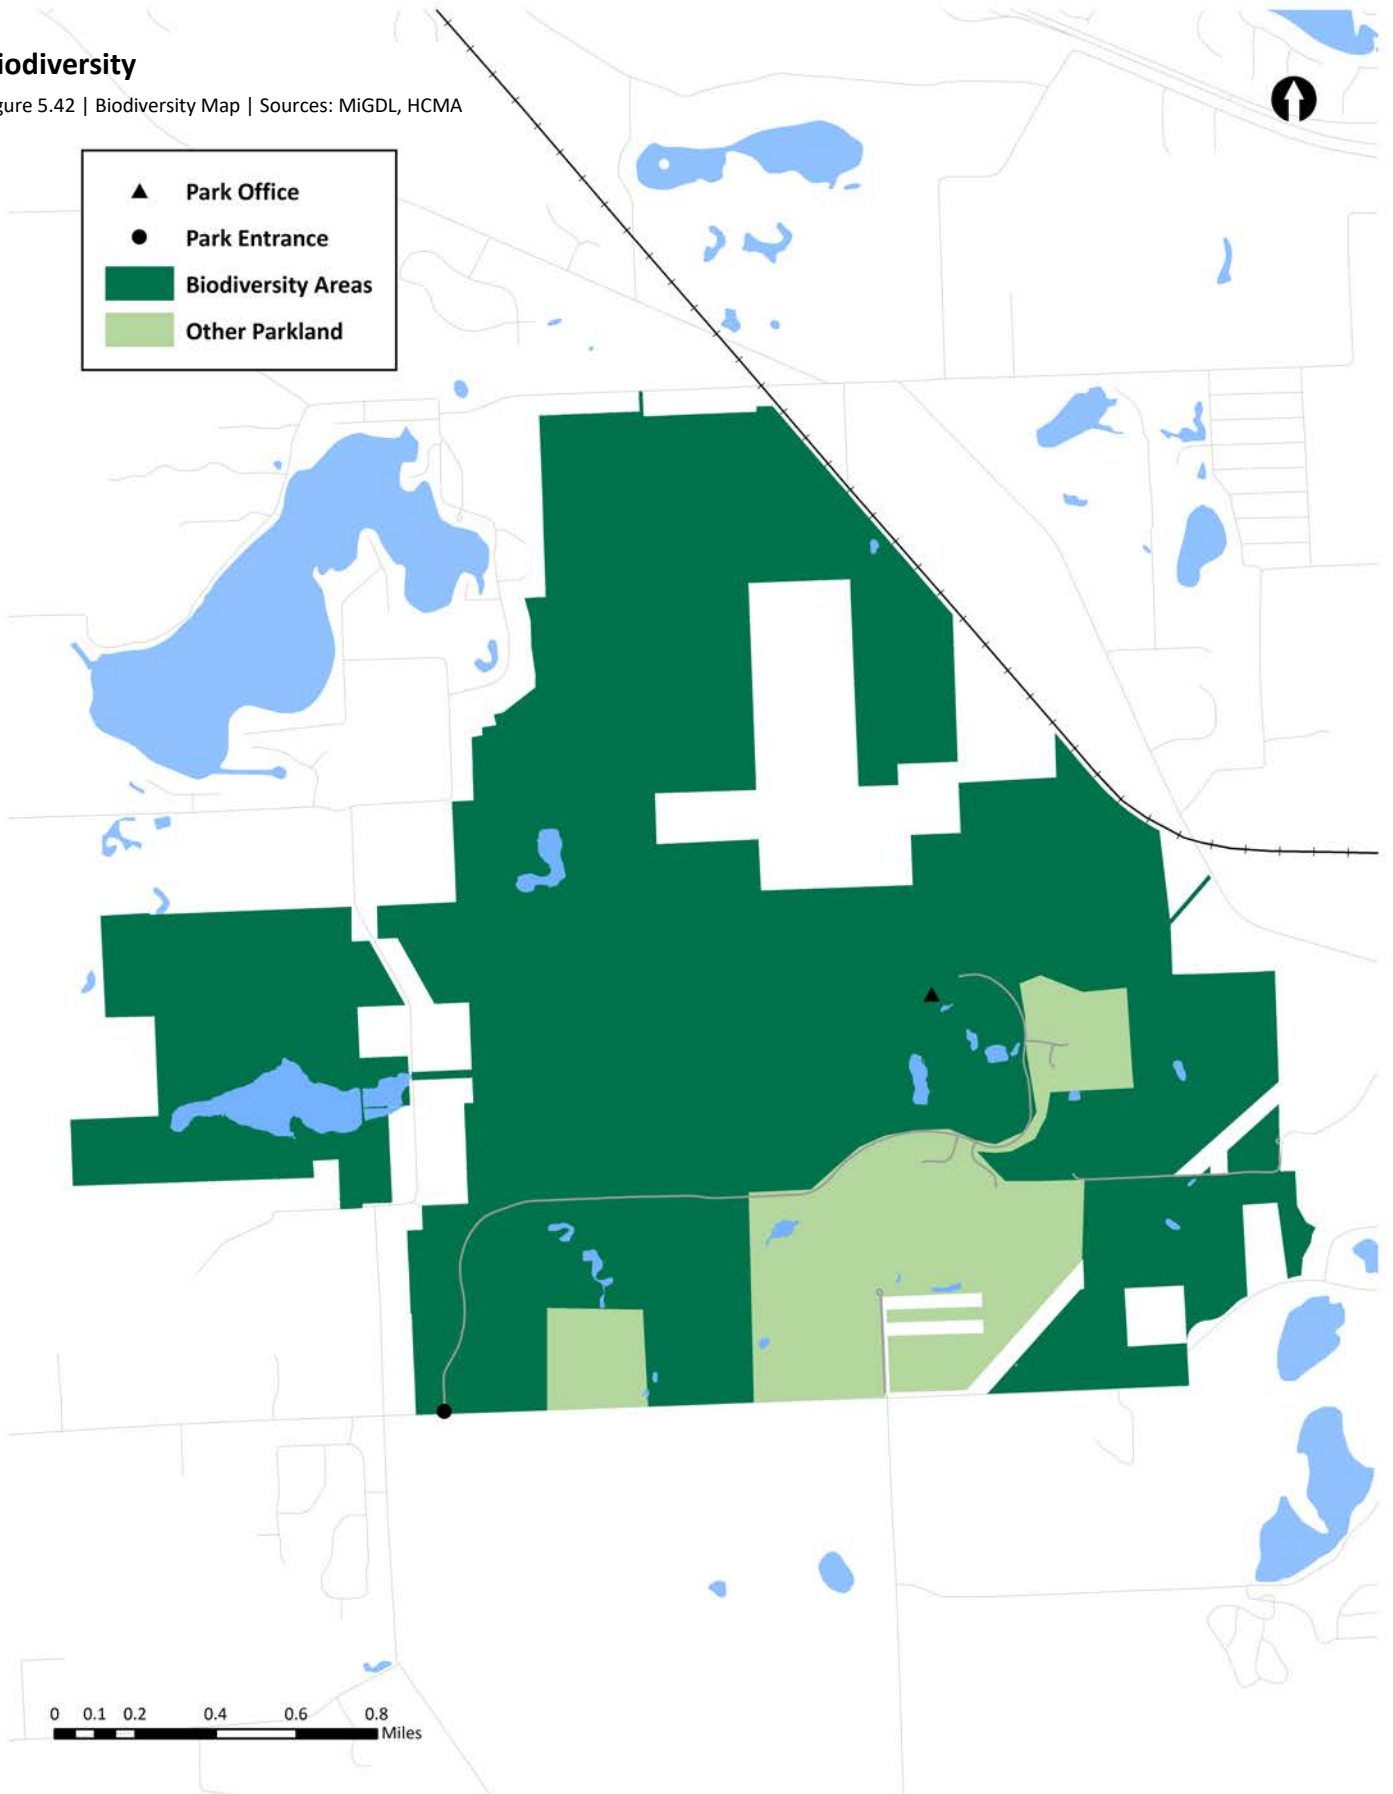 iodiversity
gure 5.42 | Biodiversity Map | Sources: MiGDL, HCMA
Park Office
Park Entrance
Biodiversity Areas
Other Parkland
0 0.1 0.2 0.4 0.6 0.8
Miles